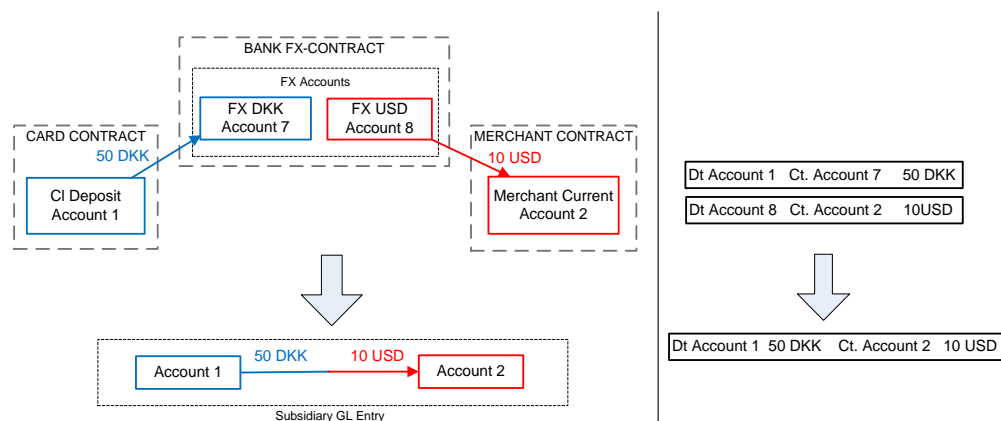 BANK FX-CONTRACT
FX Accounts
FX DKK
Account 7
FX USD
Account 8
CARD CONTRACT
50 DKK
CI Deposit
Account 1
MERCHANT CONTRACT
10 USD
Merchant Current
Account 2
50 DKK
10 USD
Account 1
Account 2
Subsidiary GL Entry
Dt Account 1 Ct. Account 7 50 DKK
Dt Account 8 Ct. Account 2 10USD
Dt Account 1 50 DKK Ct. Account 2 10 USD